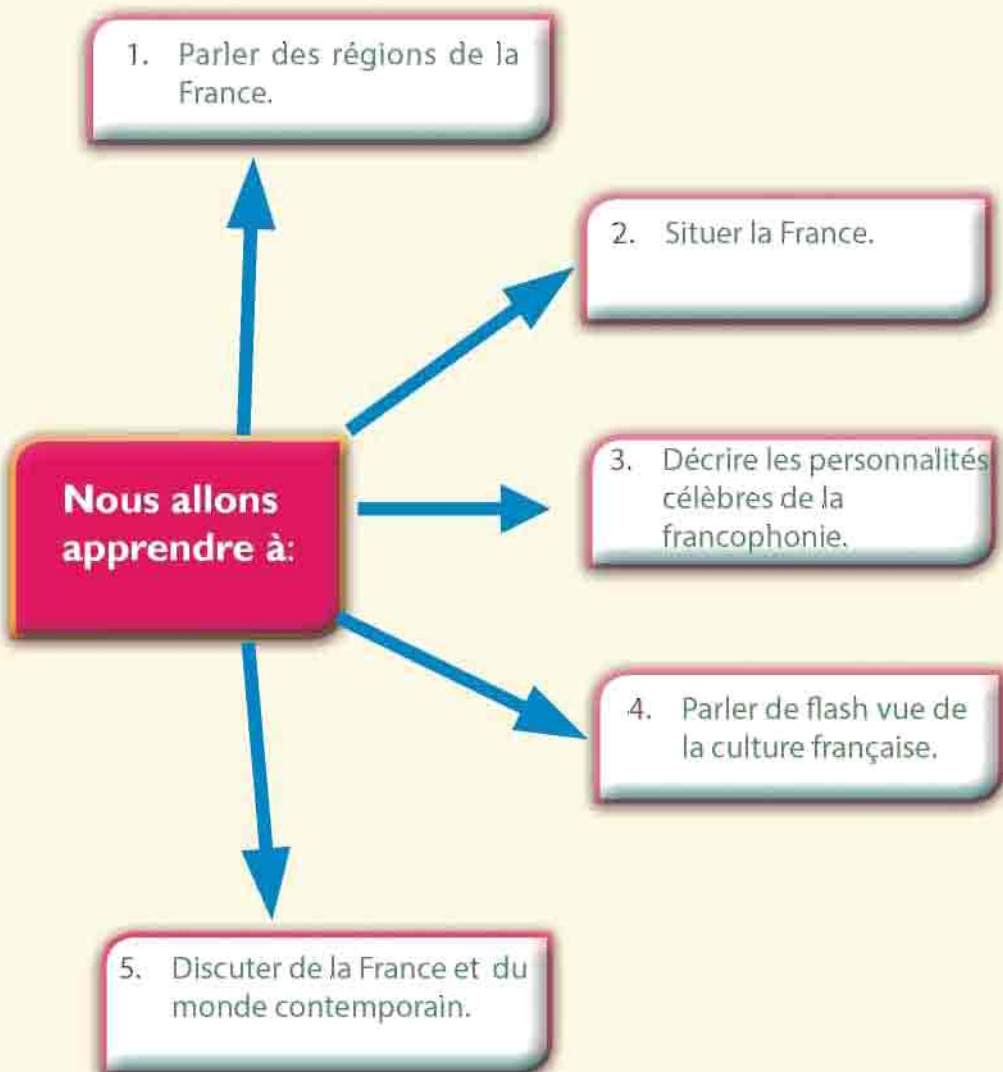 1. Parler des régions de la
France.
2. Situer la France.
Nous allons
apprendre à:
3. Décrire les personnalités
célèbres de la
francophonie.
4. Parler de flash vue de
la culture française.
5. Discuter de la France et du
monde contemporain.